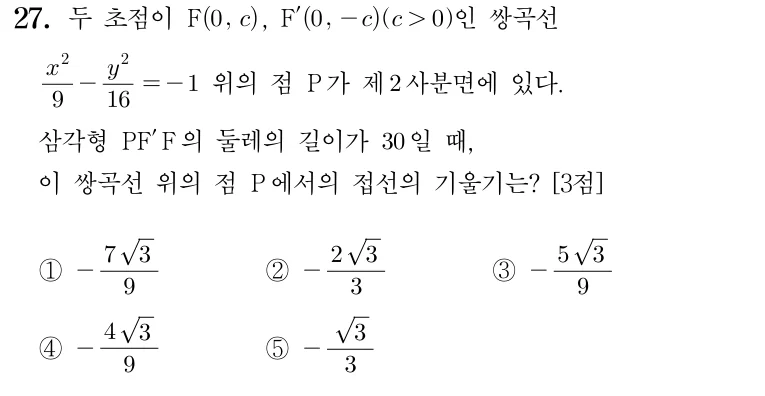 27. 두 초점이 F(0, c), F′(0, −c)(c > 0)인 쌍곡선
x²/9 − y²/16 = −1 위의 점 P가 제2사분면에 있다.
삼각형 PF′F의 둘레의 길이가 30일 때,
이 쌍곡선 위의 점 P에서의 접선의 기울기는? [3점]
① −7√3/9 ② −2√3/3 ③ −5√3/9
④ −4√3/9 ⑤ −√3/3